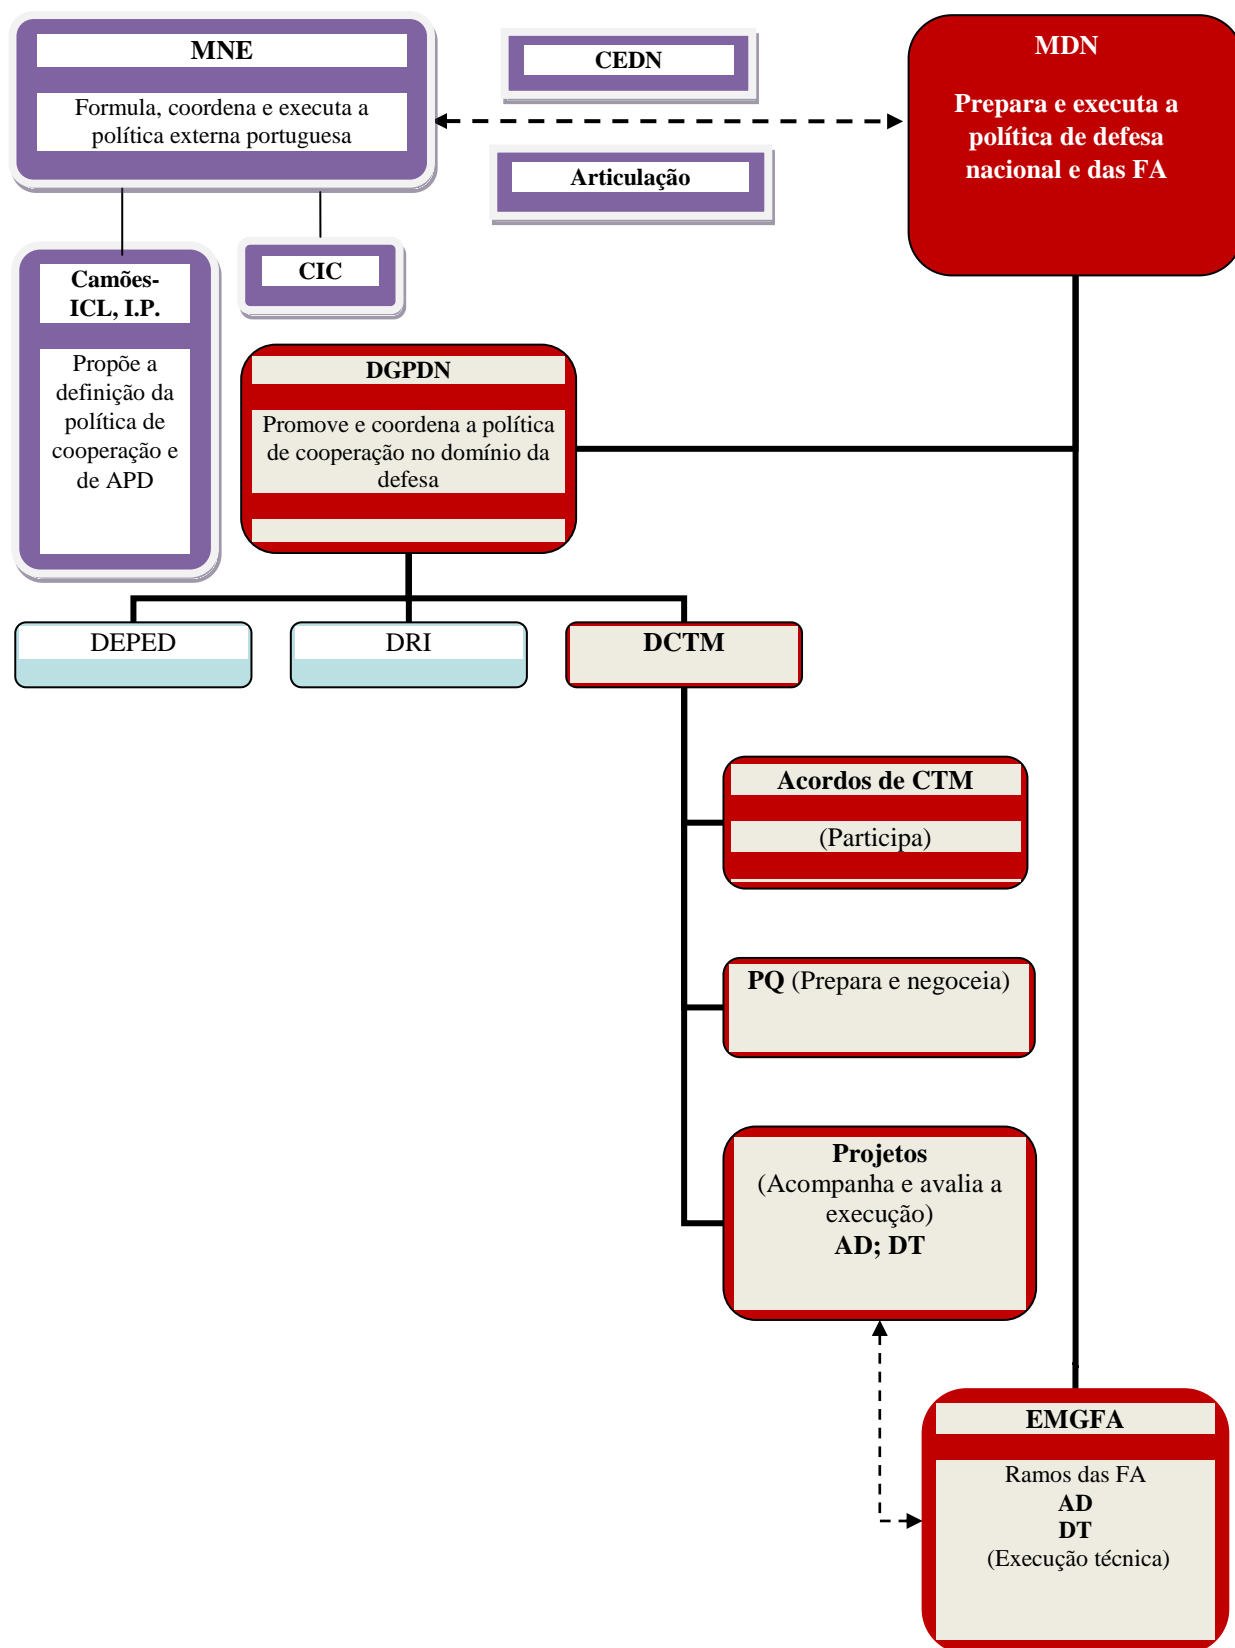 MNE
Formula, coordena e executa a
política externa portuguesa
CEDN
Articulação
MDN
Prepara e executa a
política de defesa
nacional e das FA
Camões-
ICL, I.P.
Propõe a
definição da
política de
cooperação e
de APD
CIC
DGPDN
Promove e coordena a política
de cooperação no domínio da
defesa
DEPED
DRI
DCTM
Acordos de CTM
(Participa)
PQ (Prepara e negoceia)
Projetos
(Acompanha e avalia a
execução)
AD; DT
EMGFA
Ramos das FA
AD
DT
(Execução técnica)